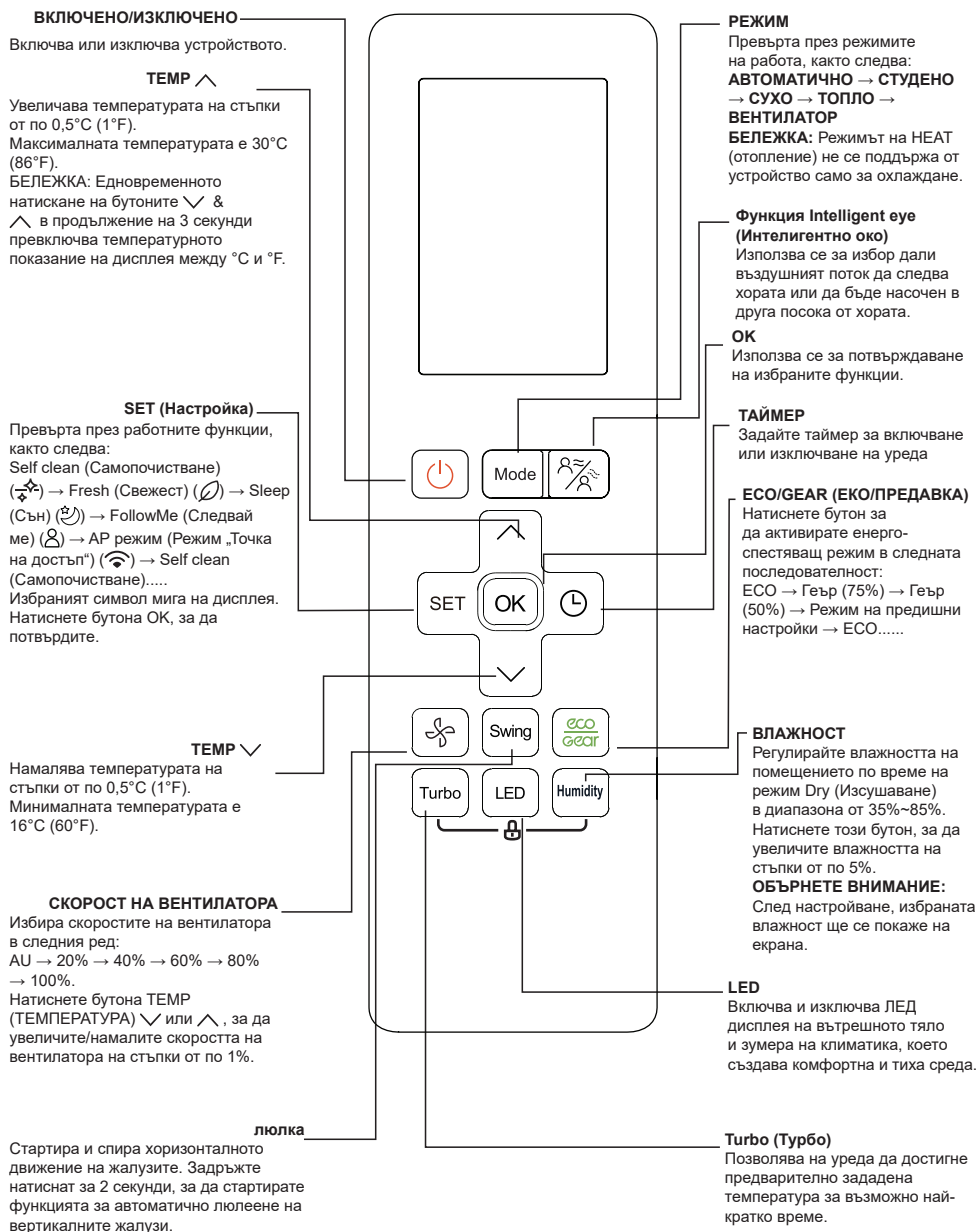 ВКЛЮЧЕНО/ИЗКЛЮЧЕНО
Включва или изключва устройството.
TEMP
Увеличава температурата на стъпки
от по 0,5°C (1°F).
Максималната температурата е 30°C
(86°F).
БЕЛЕЖКА: Едновременното
натискане на бутоните &
в продължение на 3 секунди
превключва температурното
показание на дисплея между °C и °F.
SET (Настройка)
Превърта през работните функции,
както следва:
Self clean (Самопочистване)
( ) → Fresh (Свежест) ( ) → Sleep
(Сън) ( ) → FollowMe (Следвай
ме) ( ) → AP режим (Режим „Точка
на достъп“) ( ) → Self clean
(Самопочистване).....
Избраният символ мига на дисплея.
Натиснете бутона OK, за да
потвърдите.
TEMP
Намалява температурата на
стъпки от по 0,5°C (1°F).
Минималната температурата е
16°C (60°F).
СКОРОСТ НА ВЕНТИЛАТОРА
Избира скоростите на вентилатора
в следния ред:
AU → 20% → 40% → 60% → 80%
→ 100%.
Натиснете бутона TEMP
(ТЕМПЕРАТУРА) или , за да
увеличите/намалите скоростта на
вентилатора на стъпки от по 1%.
люлка
Стартира и спира хоризонталното
движение на жалузите. Задръжте
натиснат за 2 секунди, за да стартирате
функцията за автоматично люлеене на
вертикалните жалузи.
Mode
SET
OK
Swing
eco
Gear
Turbo
LED
Humidity
РЕЖИМ
Превърта през режимите
на работа, както следва:
АВТОМАТИЧНО → СТУДЕНО
→ СУХО → ТОПЛО →
ВЕНТИЛАТОР
БЕЛЕЖКА: Режимът на HEAT
(отопление) не се поддържа от
устройство само за охлаждане.
Функция Intelligent eye
(Интелигентно око)
Използва се за избор дали
въздушният поток да следва
хората или да бъде насочен в
друга посока от хората.
OK
Използва се за потвърждаване
на избраните функции.
ТАЙМЕР
Задайте таймер за включване
или изключване на уреда
ECO/GEAR (ЕКО/ПРЕДАВКА)
Натиснете бутон за
да активирате енерго-
спестяващ режим в следната
последователност:
ECO → Геър (75%) → Геър
(50%) → Режим на предишни
настройки → ECO......
ВЛАЖНОСТ
Регулирайте влажността на
помещението по време на
режим Dry (Изсушаване)
в диапазона от 35%~85%.
Натиснете този бутон, за да
увеличите влажността на
стъпки от по 5%.
ОБЪРНЕТЕ ВНИМАНИЕ:
След настройване, избраната
влажност ще се покаже на
екрана.
LED
Включва и изключва ЛЕД
дисплея на вътрешното тяло
и зумера на климатика, което
създава комфортна и тиха среда.
Turbo (Турбо)
Позволява на уреда да достигне
предварително зададена
температура за възможно най-
кратко време.